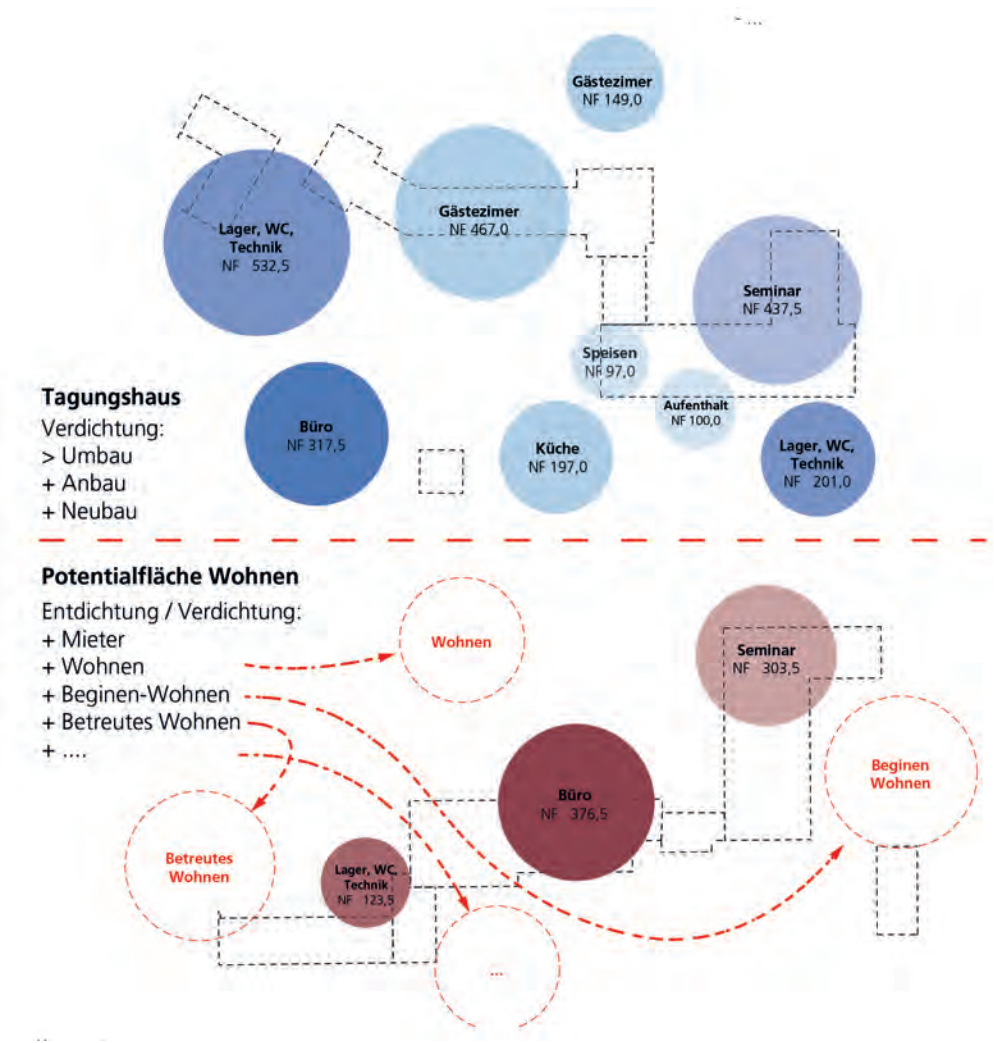 - ...
Gästezimmer
NF 149,0
Gästezimer
NF 467,0
Lager, WC,
Technik
NF 532,5
Seminar
NF 437,5
Speisen
NF 97,0
Aufenthalt
NF 100,0
Tagungshaus
Verdichtung:
> Umbau
+ Anbau
+ Neubau
Büro
NF 317,5
Küche
NF 197,0
Lager, WC,
Technik
NF 201,0
Potentialfläche Wohnen
Entdichtung / Verdichtung:
+ Mieter
+ Wohnen
+ Beginen-Wohnen
+ Betreutes Wohnen
+ ....
Wohnen
Seminar
NF 303,5
Beginen
Wohnen
Büro
NF 376,5
Betreutes
Wohnen
Lager, WC,
Technik
NF 123,5
...